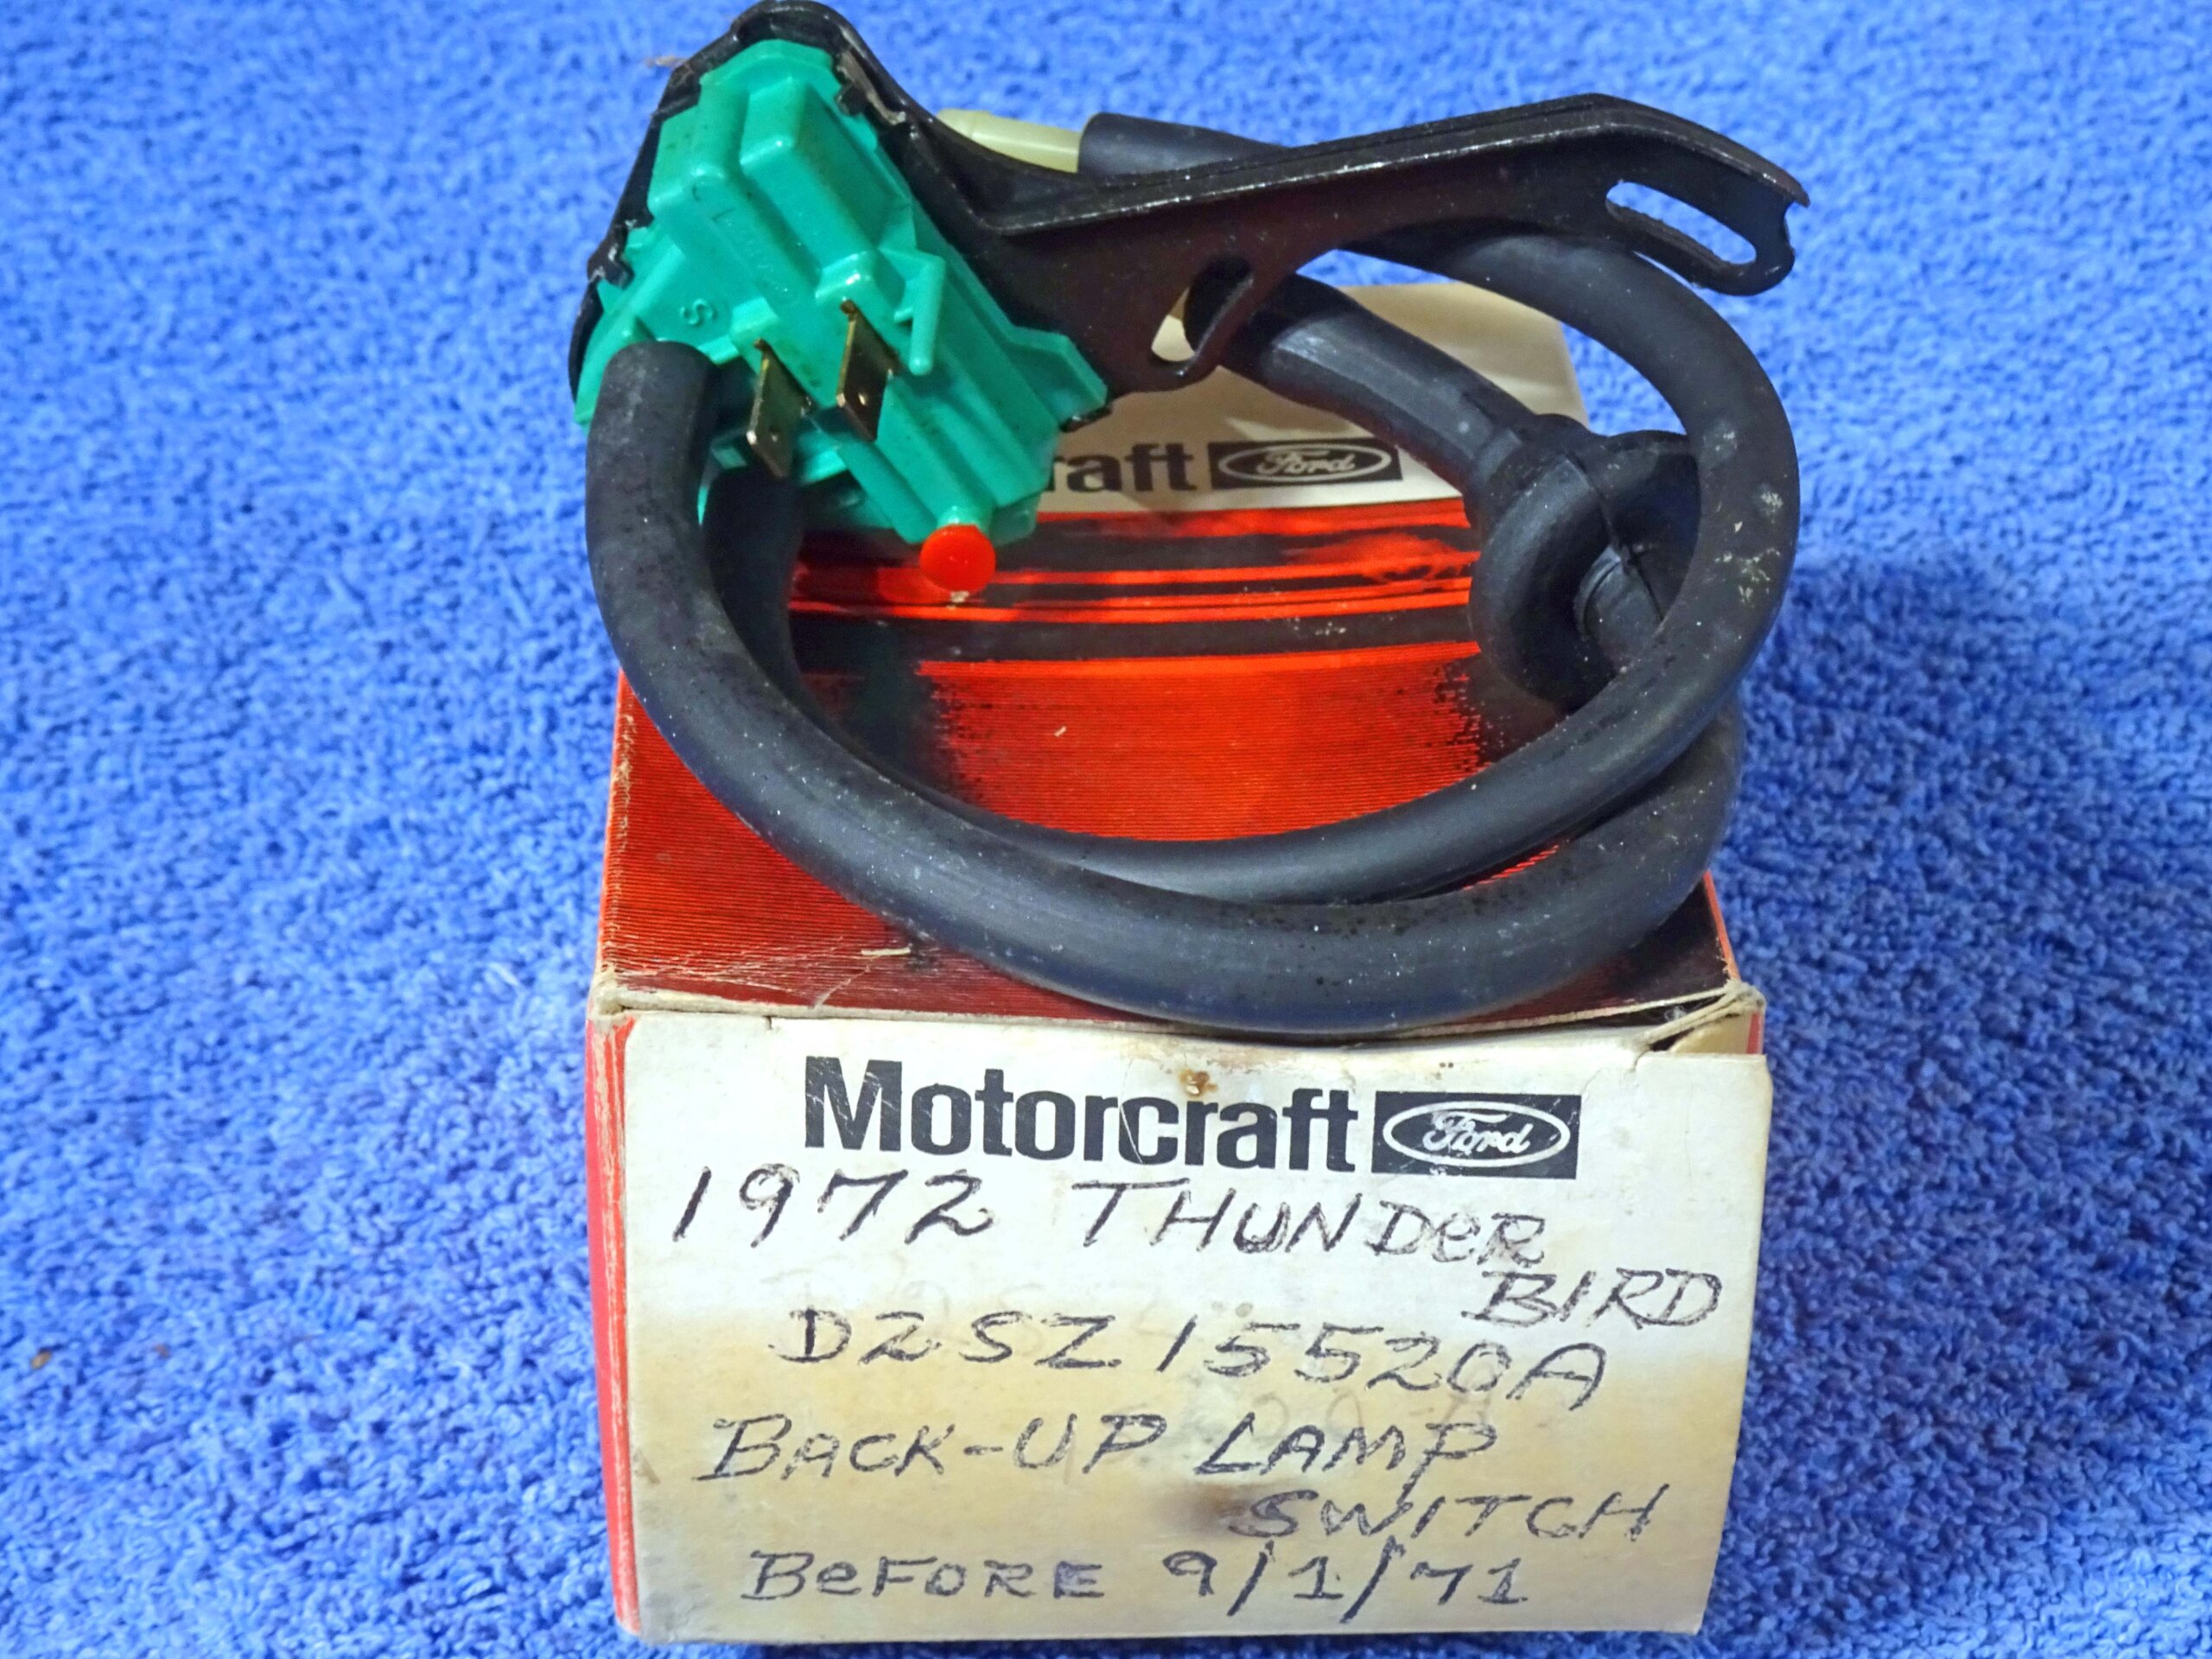 raft Ford
S
Motorcraft Ford
1972 THUNDeR
BIRD
D2SZ15520A
BACK-UP LAMP
SWITCH
BeFORE 9/1/71